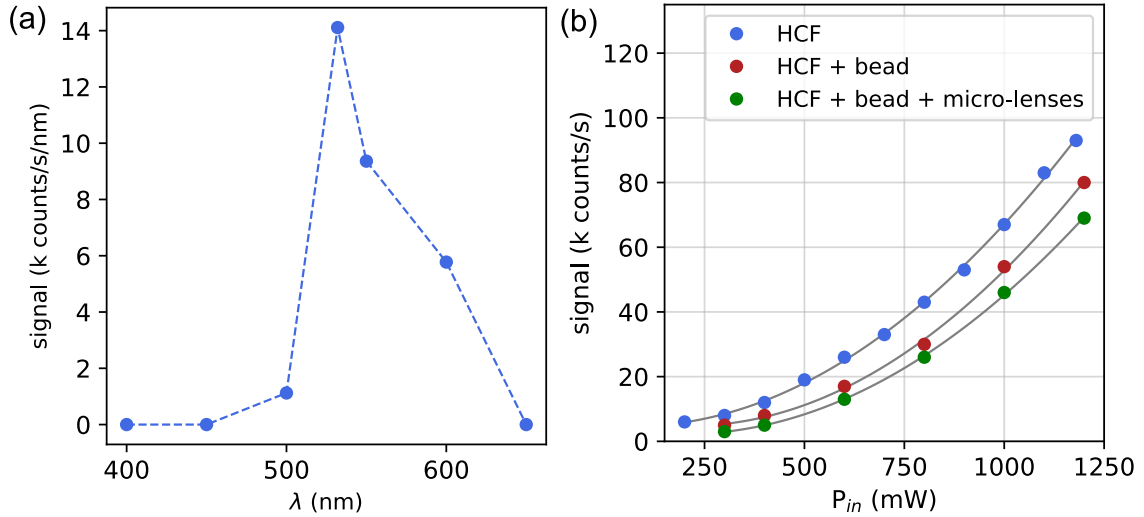 (a)
signal (k counts/s/nm)
14
12
10
8
6
4
2
0
400
500
600
λ (nm)
(b)
signal (k counts/s)
120
100
80
60
40
20
0
250
500
750
1000
1250
P_in (mW)
HCF
HCF + bead
HCF + bead + micro-lenses